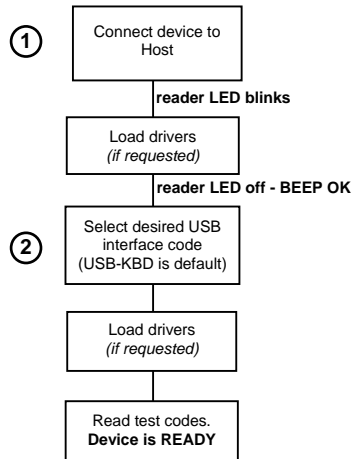 1
Connect device to
Host
reader LED blinks
Load drivers
(if requested)
reader LED off - BEEP OK
2
Select desired USB
interface code
(USB-KBD is default)
Load drivers
(if requested)
Read test codes.
Device is READY